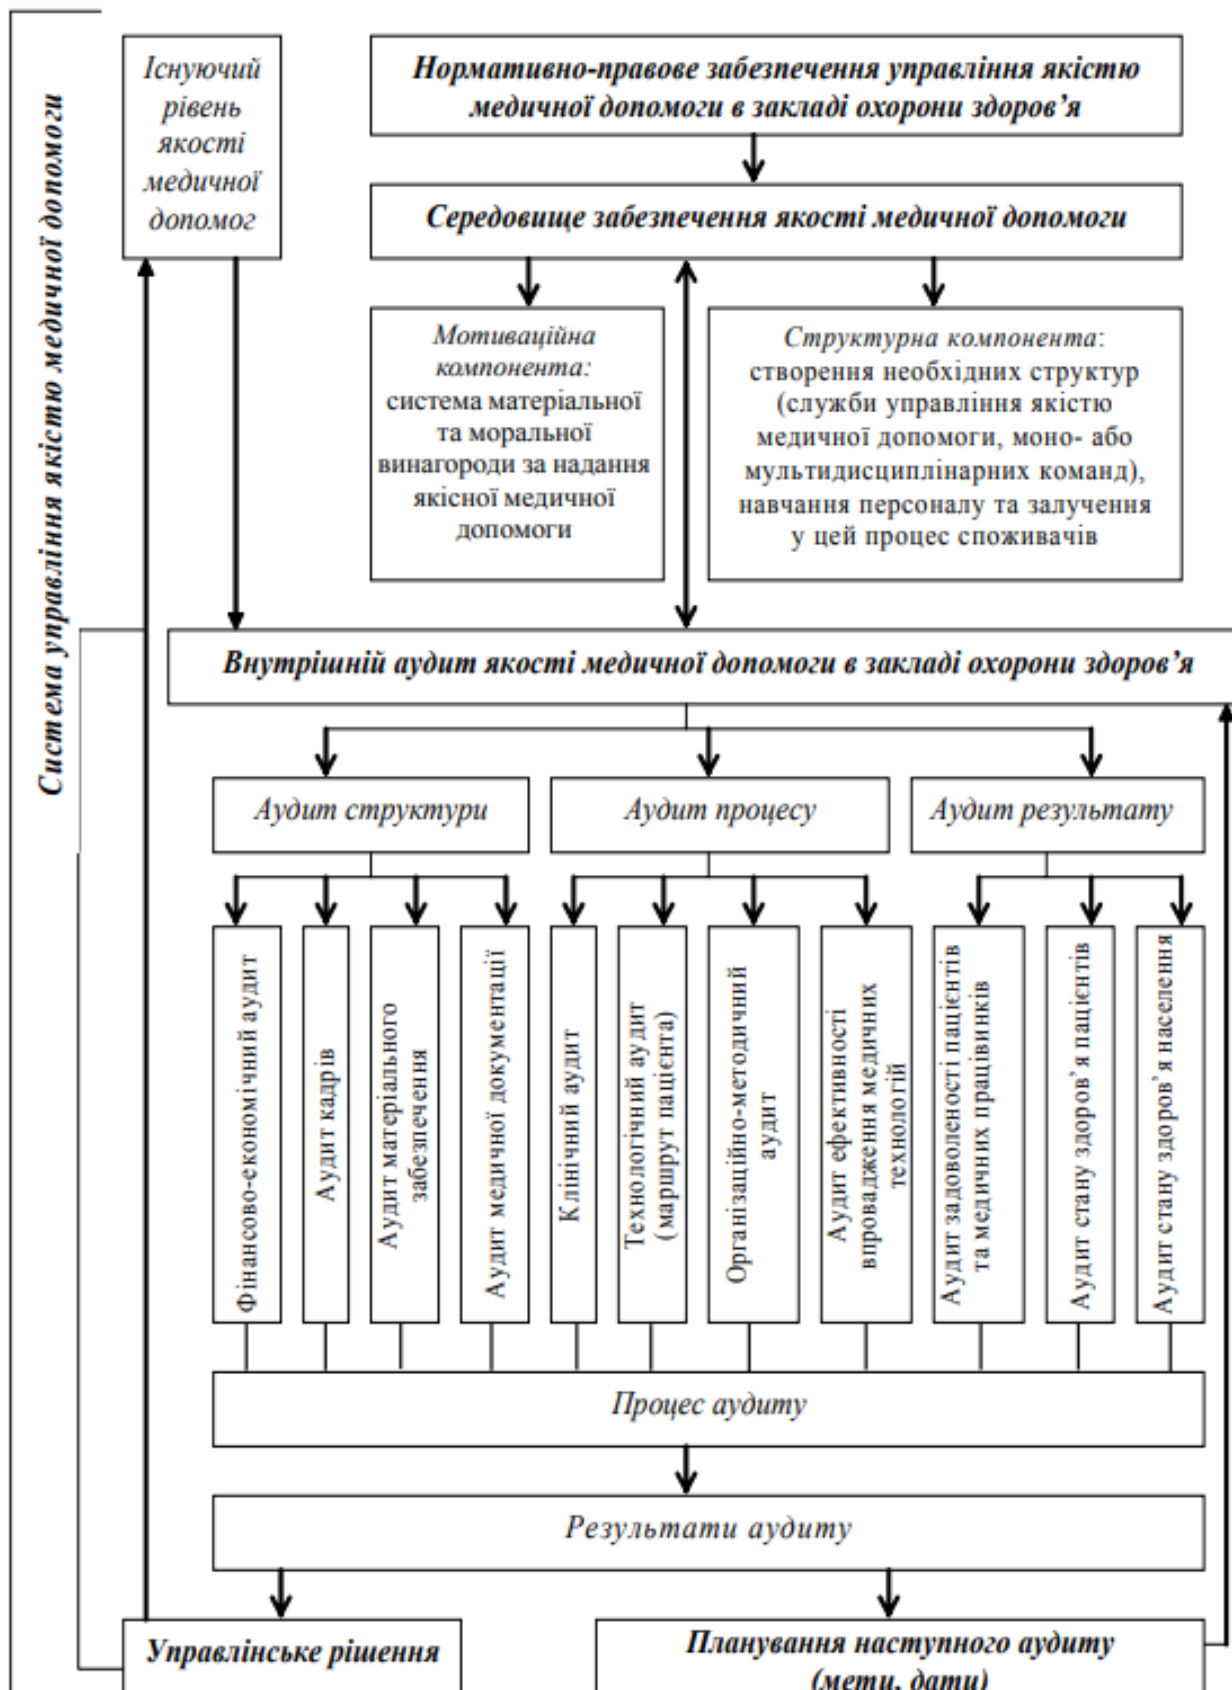 Система управління якістю медичної допомоги
Існуючий
рівень
якості
медичної
допомог
Нормативно-правове забезпечення управління якістю
медичної допомоги в закладі охорони здоров’я
Середовище забезпечення якості медичної допомоги
Мотиваційна
компонента:
система матеріальної
та моральної
винагороди за надання
якісної медичної
допомоги
Структурна компонента:
створення необхідних структур
(служби управління якістю
медичної допомоги, моно- або
мультидисциплінарних команд),
навчання персоналу та залучення
у цей процес споживачів
Внутрішній аудит якості медичної допомоги в закладі охорони здоров’я
Аудит структури
Аудит процесу
Аудит результату
Фінансово-економічний аудит
Аудит кадрів
Аудит матеріального
забезпечення
Аудит медичної документації
Клінічний аудит
Технологічний аудит
(маршрут пацієнта)
Організаційно-методичний
аудит
Аудит ефективності
впровадження медичних
технологій
Аудит задоволеності пацієнтів
та медичних працівинків
Аудит стану здоров’я пацієнтів
Аудит стану здоров’я населення
Процес аудиту
Результати аудиту
Управлінське рішення
Планування наступного аудиту
(мети, дати)